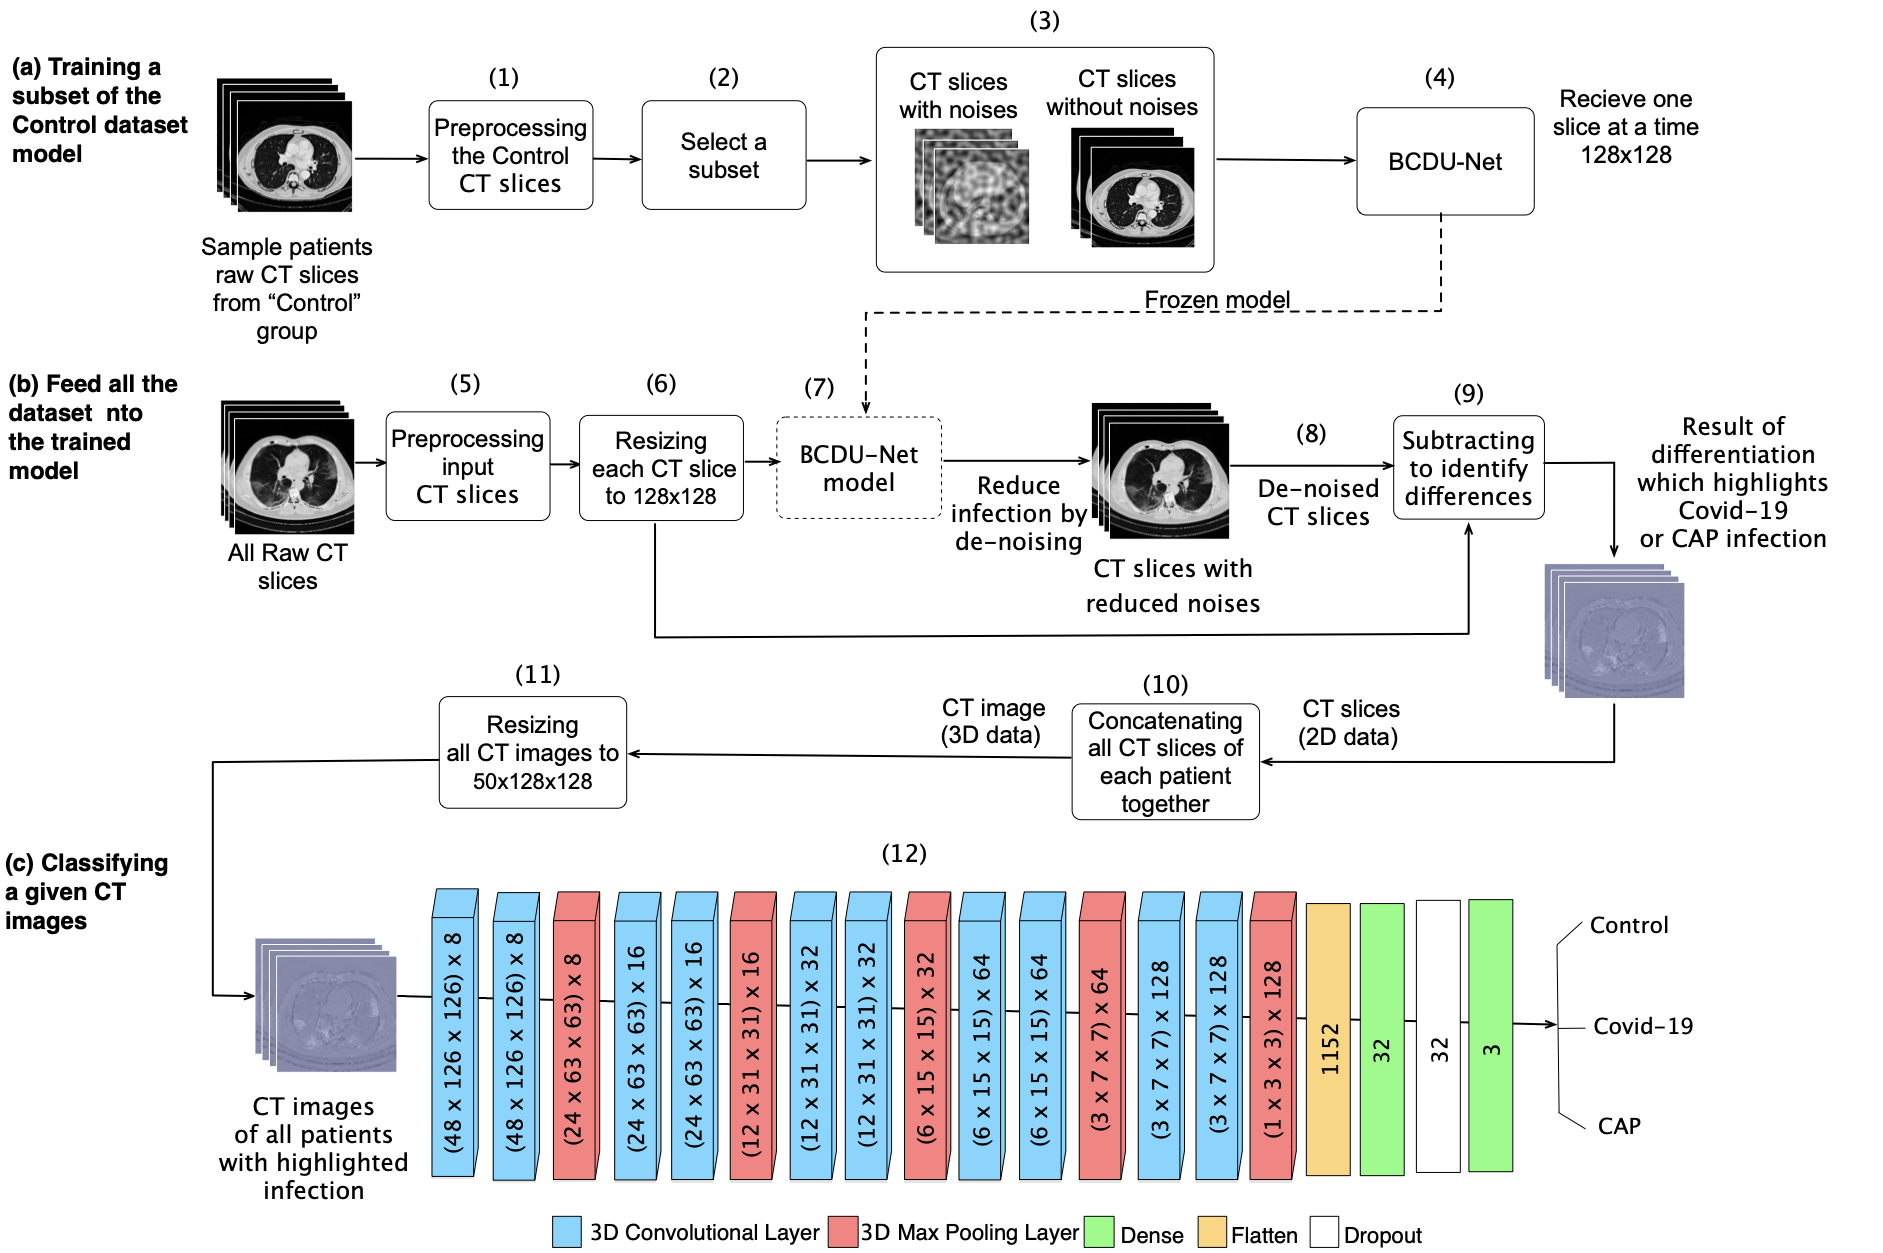 (a) Training a
subset of the
Control dataset
model
Sample patients
raw CT slices
from “Control”
group
(1)
Preprocessing
the Control
CT slices
(2)
Select a
subset
(3)
CT slices
with noises
CT slices
without noises
(4)
BCDU-Net
Recieve one
slice at a time
128x128
Frozen model
(b) Feed all the
dataset nto
the trained
model
All Raw CT
slices
(5)
Preprocessing
input
CT slices
(6)
Resizing
each CT slice
to 128x128
(7)
BCDU-Net
model
Reduce
infection by
de-noising
CT slices with
reduced noises
(8)
De-noised
CT slices
(9)
Subtracting
to identify
differences
Result of
differentiation
which highlights
Covid-19
or CAP infection
CT slices
(2D data)
(10)
Concatenating
all CT slices of
each patient
together
CT image
(3D data)
(11)
Resizing
all CT images to
50x128x128
(c) Classifying
a given CT
images
CT images
of all patients
with highlighted
infection
(12)
(48 x 126 x 126) x 8
(48 x 126 x 126) x 8
(24 x 63 x 63) x 8
(24 x 63 x 63) x 16
(24 x 63 x 63) x 16
(12 x 31 x 31) x 16
(12 x 31 x 31) x 32
(12 x 31 x 31) x 32
(6 x 15 x 15) x 32
(6 x 15 x 15) x 64
(6 x 15 x 15) x 64
(3 x 7 x 7) x 64
(3 x 7 x 7) x 128
(3 x 7 x 7) x 128
(1 x 3 x 3) x 128
1152
32
32
3
Control
Covid-19
CAP
3D Convolutional Layer
3D Max Pooling Layer
Dense
Flatten
Dropout